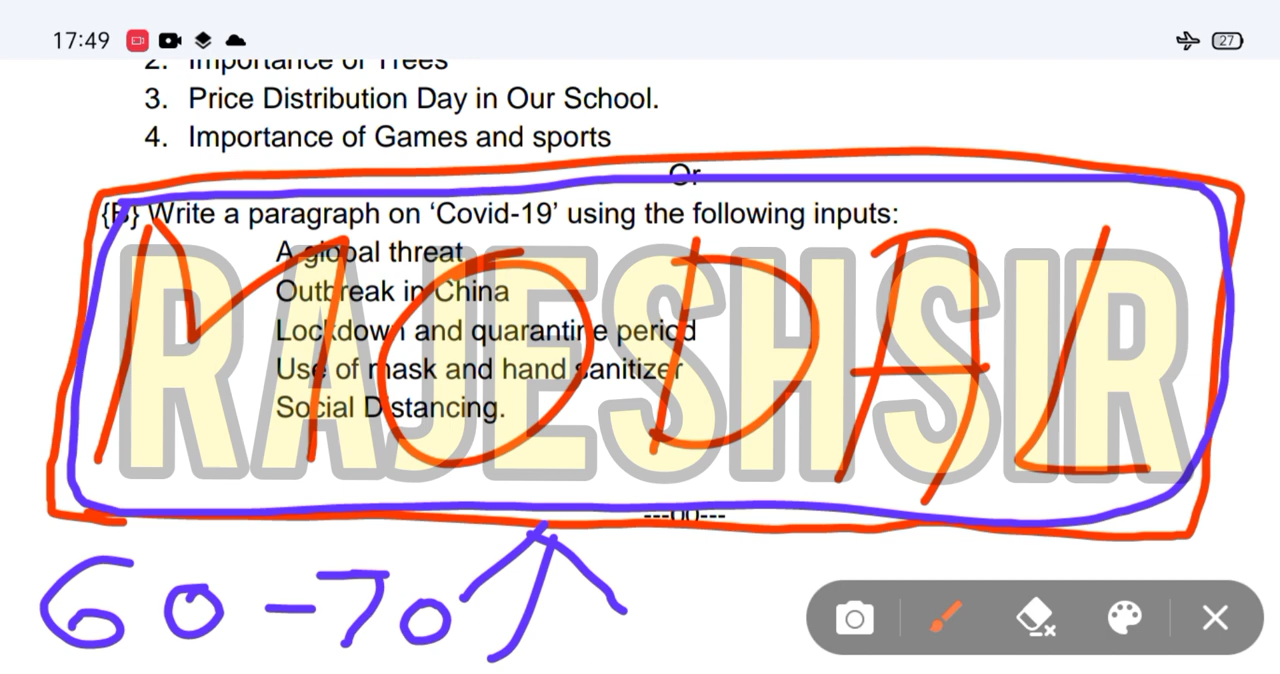 17:49
27
2. Importance of Trees
3. Price Distribution Day in Our School.
4. Importance of Games and sports
Or
{B} Write a paragraph on ‘Covid-19’ using the following inputs:
A global threat
Outbreak in China
Lockdown and quarantine period
Use of mask and hand sanitizer
Social Distancing.
RAJESHSIR
MODAL
---00---
60-70